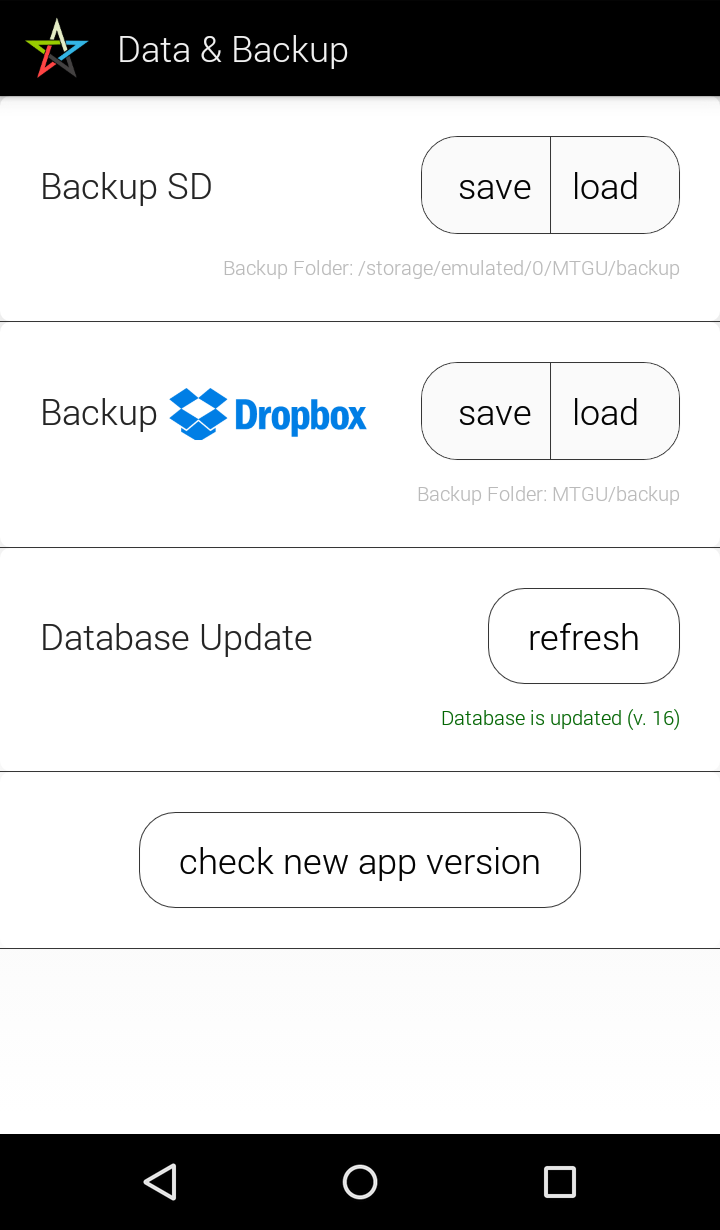 Data & Backup
Backup SD
save
load
Backup Folder: /storage/emulated/0/MTGU/backup
Backup Dropbox
save
load
Backup Folder: MTGU/backup
Database Update
refresh
Database is updated (v. 16)
check new app version